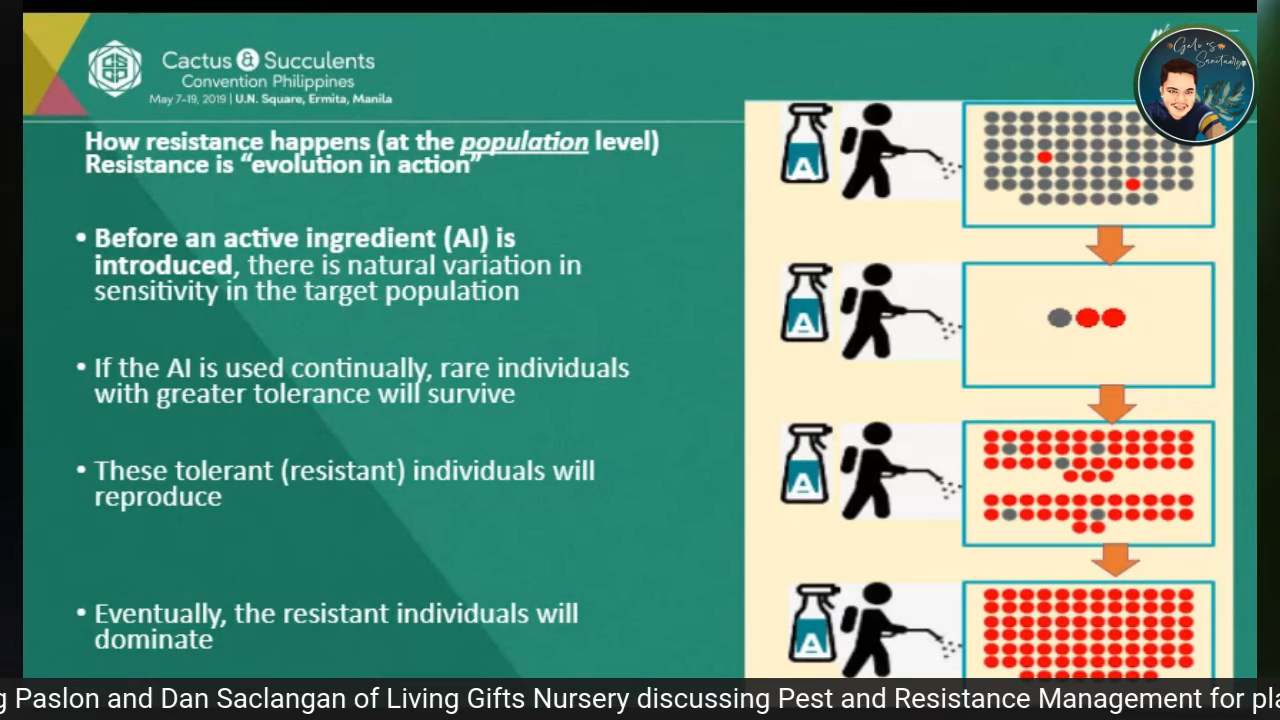 Cactus & Succulents
Convention Philippines
May 7-19, 2019 | U.N. Square, Ermita, Manila
Gelo's
Sanctuary
How resistance happens (at the population level)
Resistance is “evolution in action”
• Before an active ingredient (AI) is
introduced, there is natural variation in
sensitivity in the target population
• If the AI is used continually, rare individuals
with greater tolerance will survive
• These tolerant (resistant) individuals will
reproduce
• Eventually, the resistant individuals will
dominate
A
A
A
A
Paslon and Dan Saclangan of Living Gifts Nursery discussing Pest and Resistance Management for